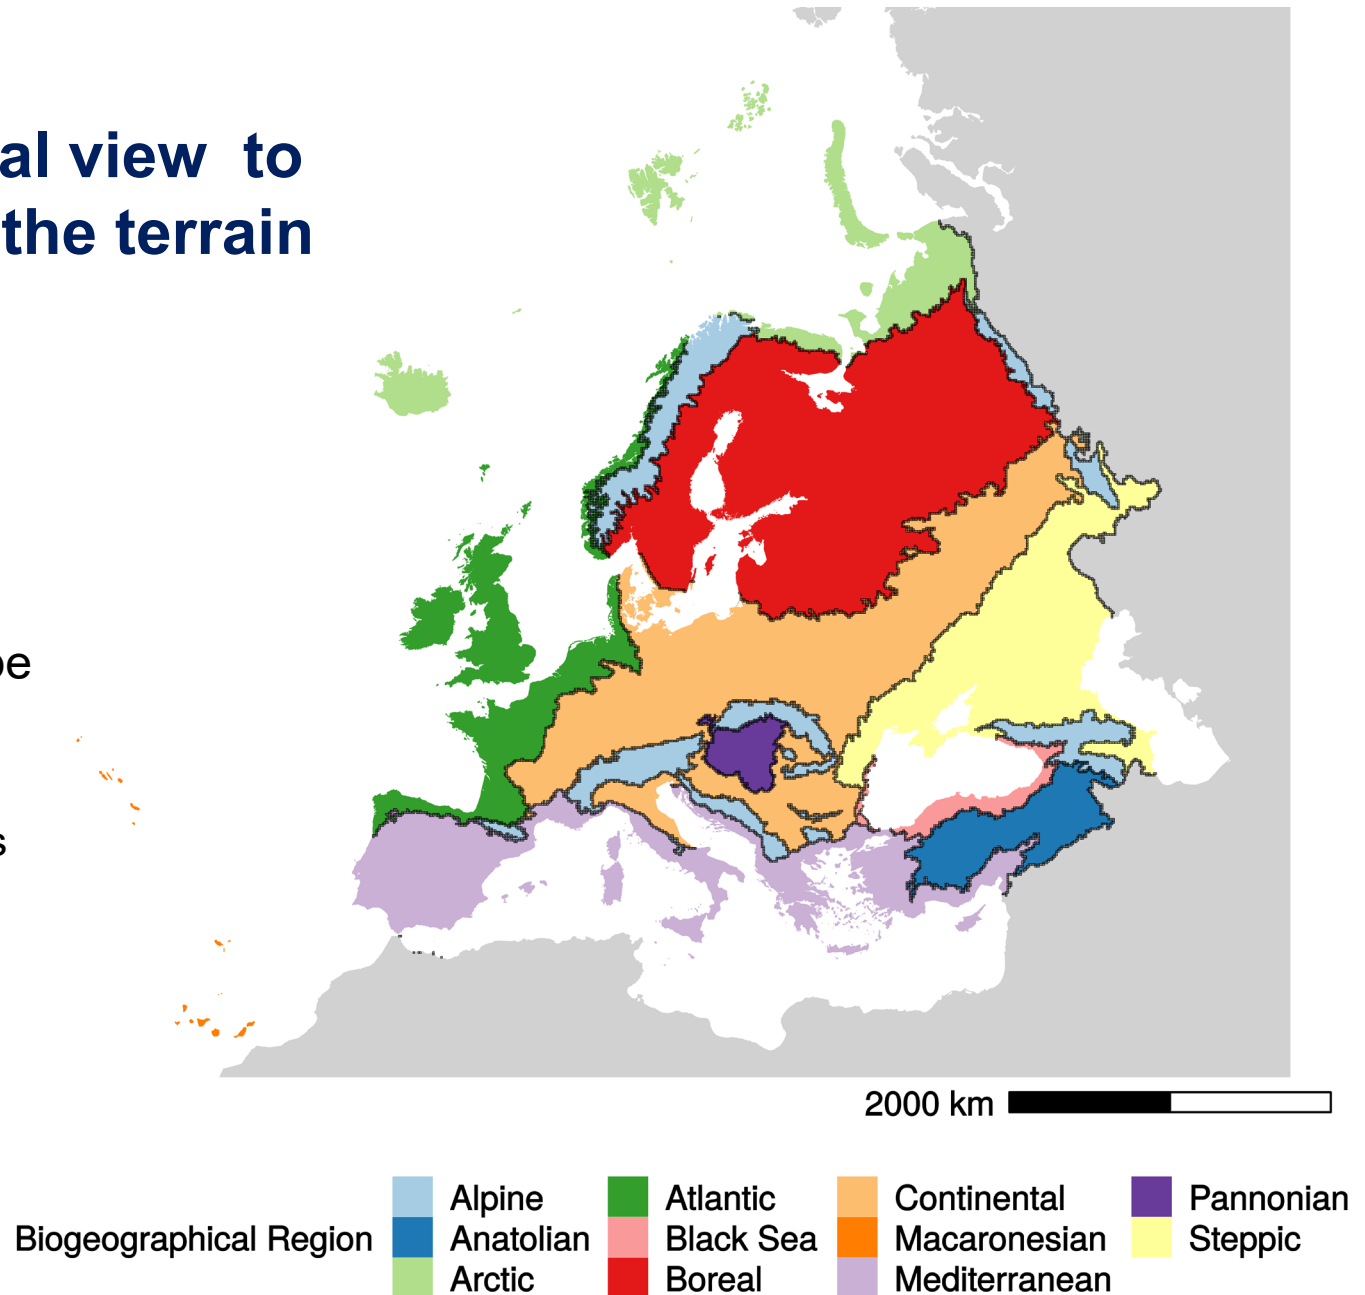 al view to
the terrain
be
s
2000 km
Biogeographical Region
Alpine
Anatolian
Arctic
Atlantic
Black Sea
Boreal
Continental
Macaronesian
Mediterranean
Pannonian
Steppic